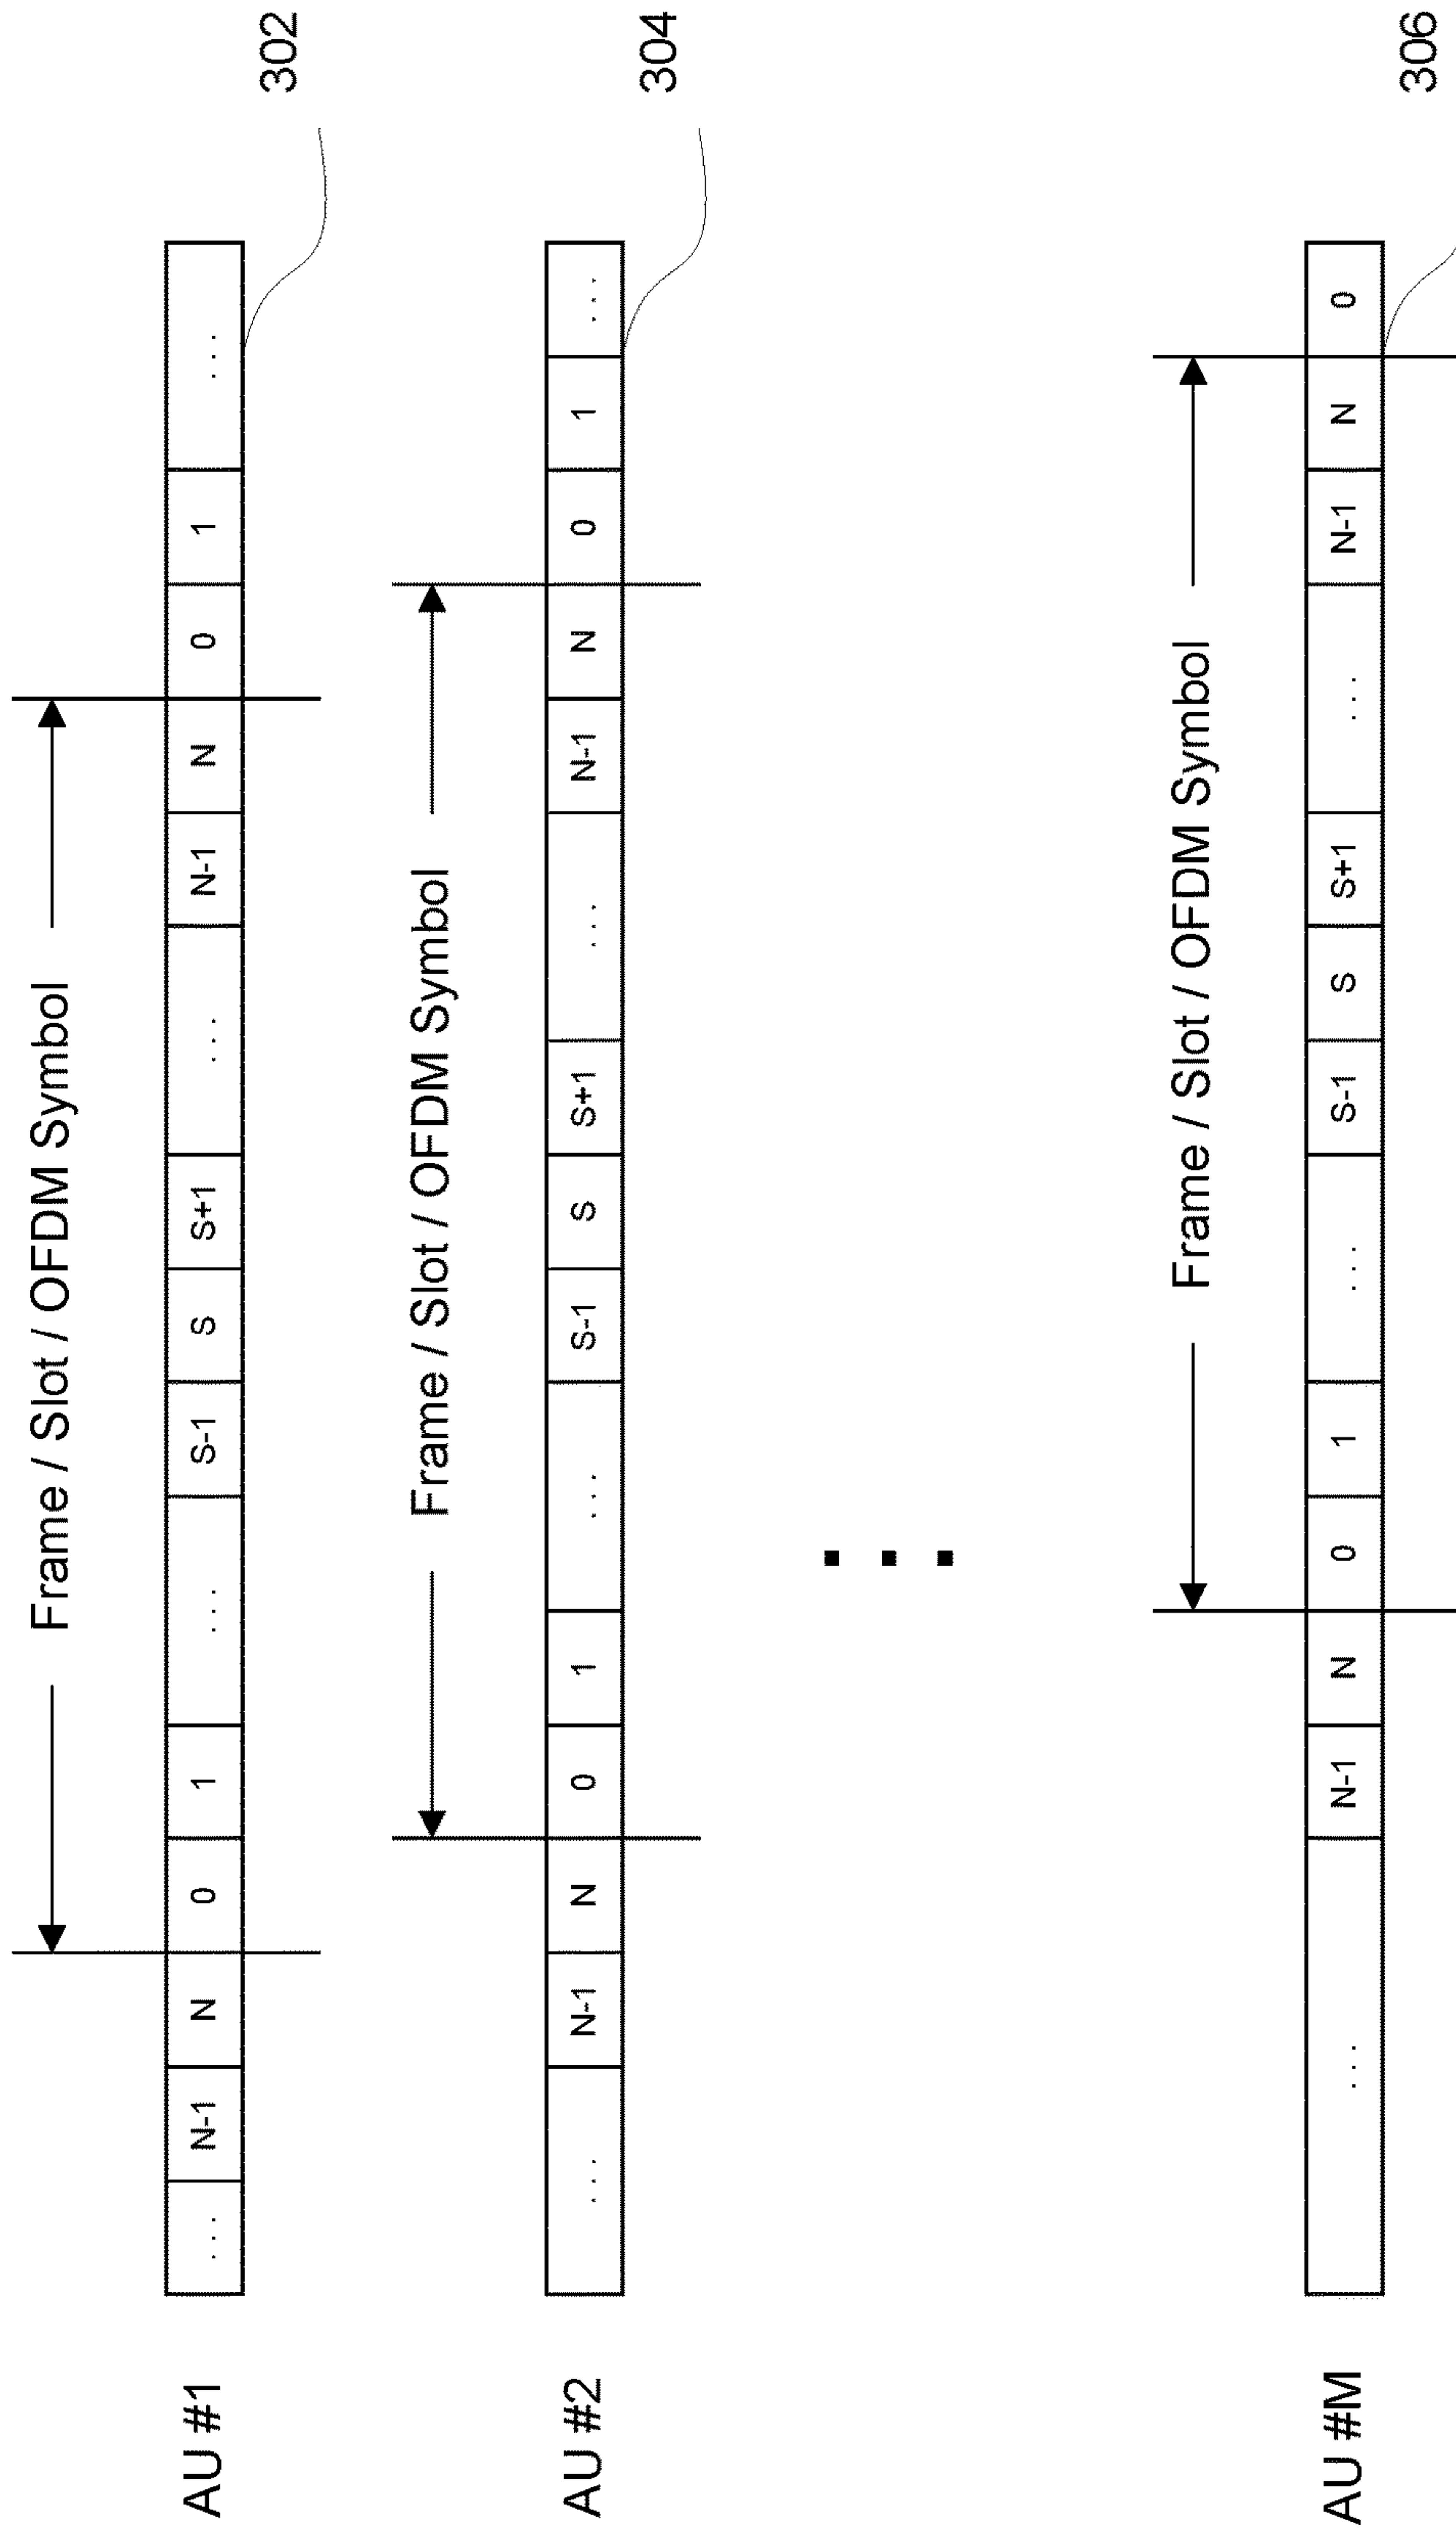 Frame / Slot / OFDM Symbol
AU #1 ... N-1 N 0 1 ... S-1 S S+1 ... N-1 N 0 1 ...
302
Frame / Slot / OFDM Symbol
AU #2 ... N-1 N 0 1 ... S-1 S S+1 ... N-1 N 0 1 ...
304
...
Frame / Slot / OFDM Symbol
AU #M ... N-1 N 0 1 ... S-1 S S+1 ... N-1 N 0
306